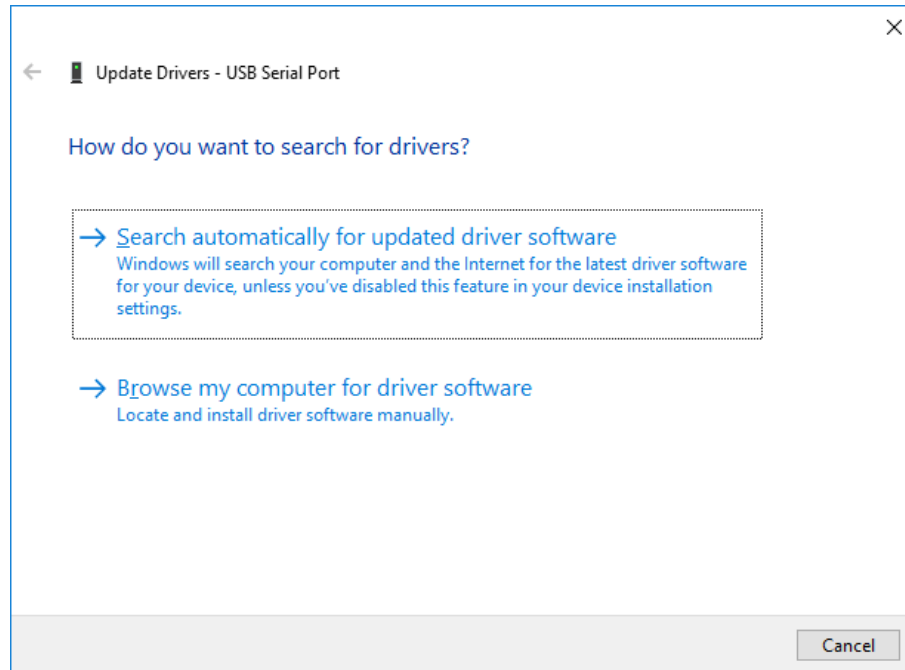 Update Drivers - USB Serial Port
How do you want to search for drivers?
Search automatically for updated driver software
Windows will search your computer and the Internet for the latest driver software
for your device, unless you've disabled this feature in your device installation
settings.
Browse my computer for driver software
Locate and install driver software manually.
Cancel